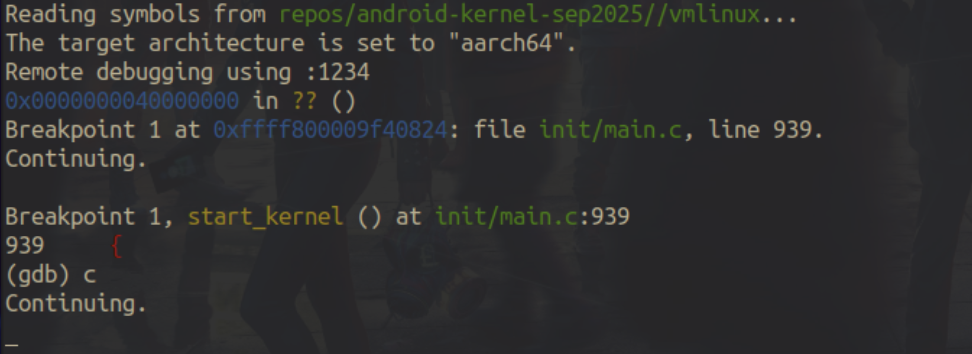 Reading symbols from repos/android-kernel-sep2025//vmlinux...
The target architecture is set to "aarch64".
Remote debugging using :1234
0x0000000040000000 in ?? ()
Breakpoint 1 at 0xffff800009f40824: file init/main.c, line 939.
Continuing.

Breakpoint 1, start_kernel () at init/main.c:939
939     {
(gdb) c
Continuing.
_